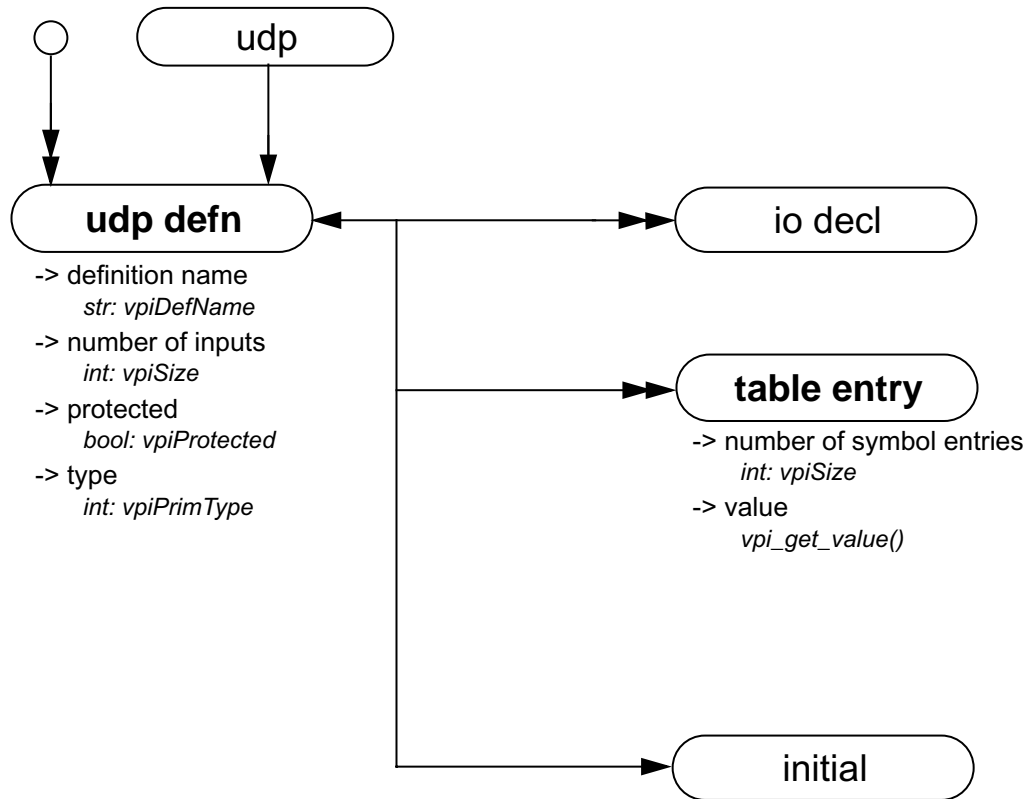 udp
udp defn
-> definition name
str: vpiDefName
-> number of inputs
int: vpiSize
-> protected
bool: vpiProtected
-> type
int: vpiPrimType
io decl
table entry
-> number of symbol entries
int: vpiSize
-> value
vpi_get_value()
initial